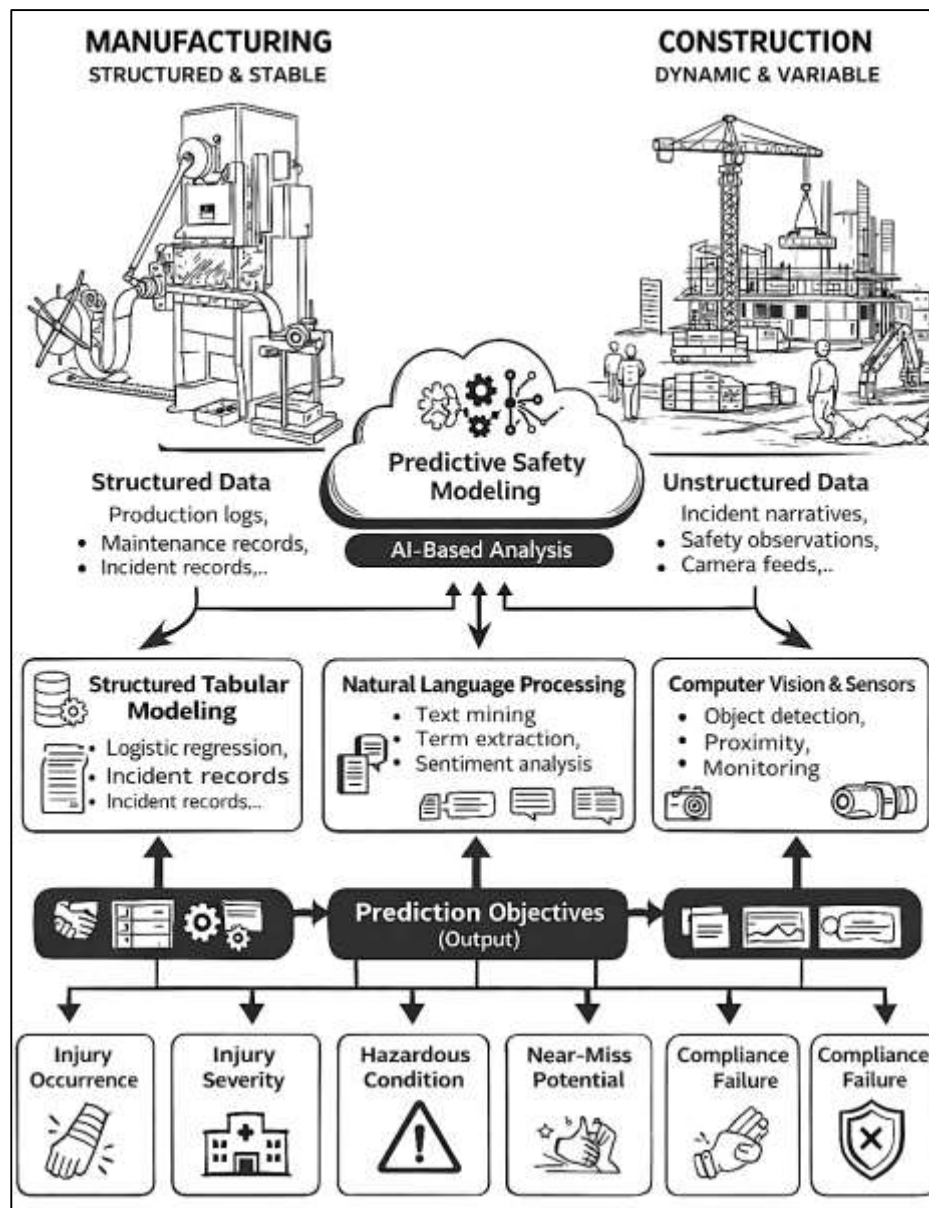 MANUFACTURING
STRUCTURED & STABLE
CONSTRUCTION
DYNAMIC & VARIABLE
Predictive Safety
Modeling
AI-Based Analysis
Structured Data
Production logs,
• Maintenance records,
• Incident records,..
Unstructured Data
Incident narratives,
• Safety observations,
• Camera feeds,..
Structured Tabular
Modeling
• Logistic regression,
• Incident records
• Incident records,..
Natural Language Processing
• Text mining
• Term extraction,
• Sentiment analysis
Computer Vision & Sensors
• Object detection,
• Proximity,
• Monitoring
Prediction Objectives
(Output)
Injury
Occurrence
Injury
Severity
Hazardous
Condition
Near-Miss
Potential
Compliance
Failure
Compliance
Failure